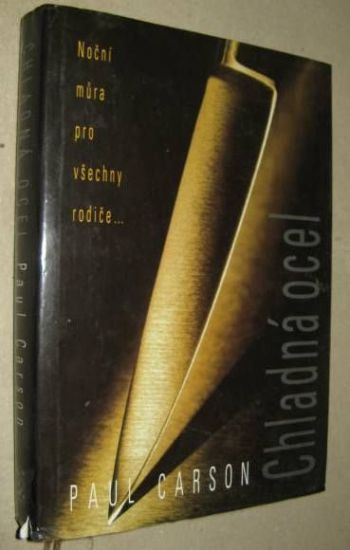 Noční
můra
pro
všechny
rodiče...
Chladná ocel
PAUL CARSON
CHLADNÁ OCEL Paul Carson